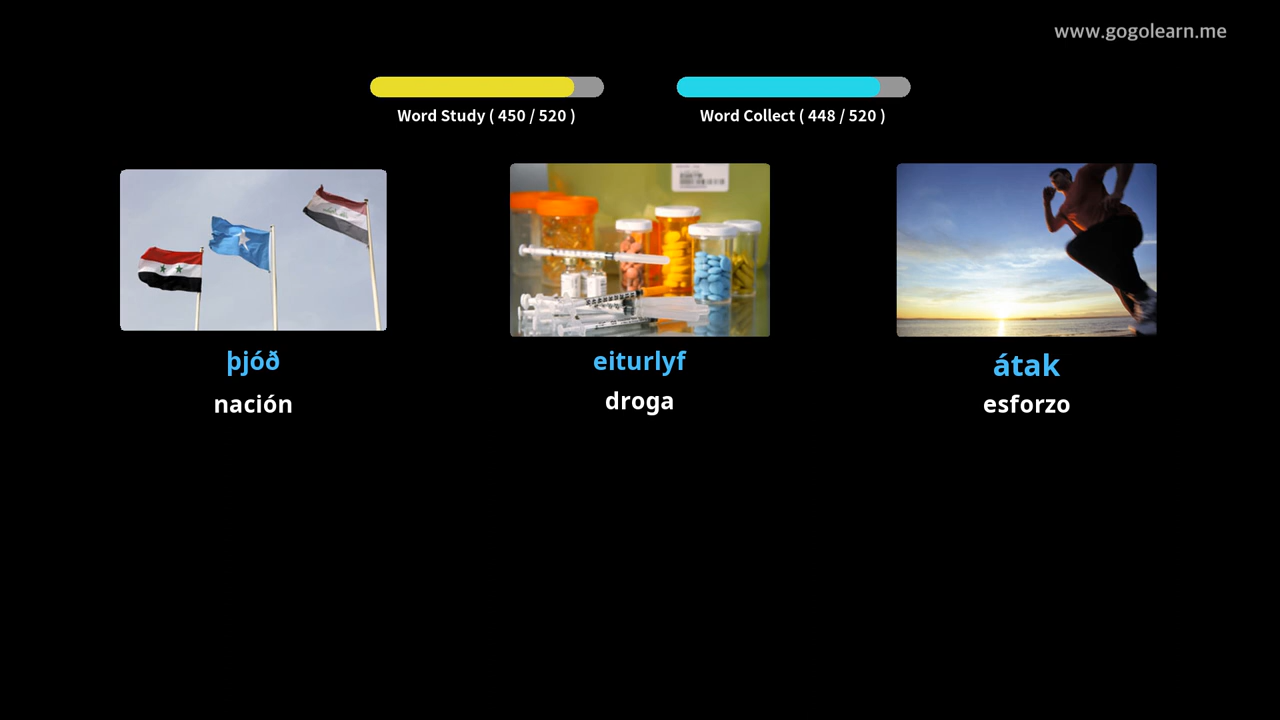 www.gogolearn.me
Word Study ( 450 / 520 )
Word Collect ( 448 / 520 )
þjóð
eiturlyf
átak
nación
droga
esforzo